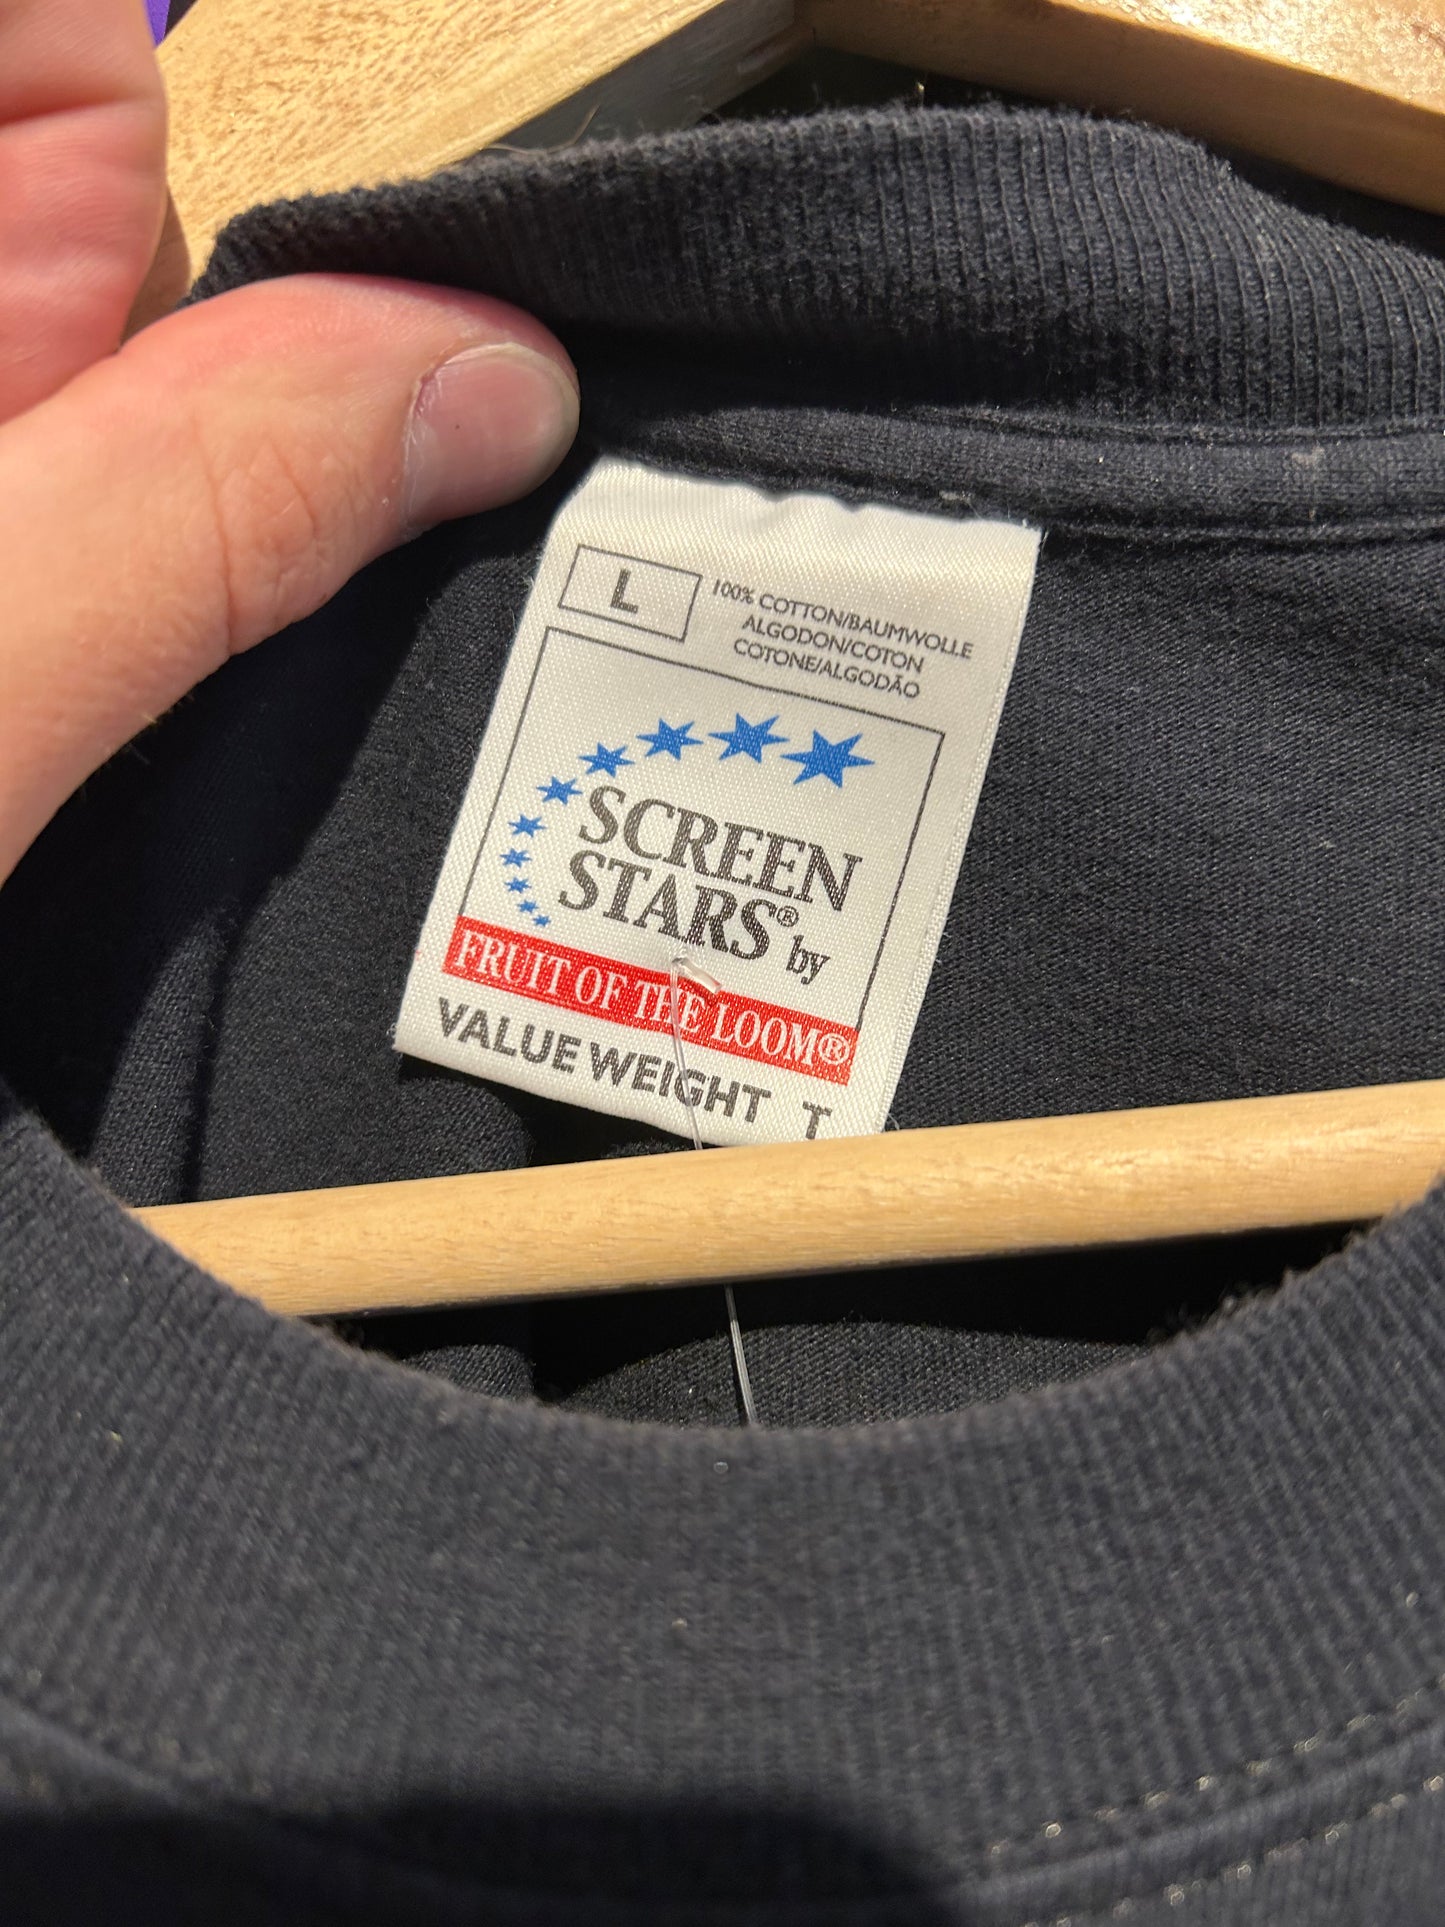 L
100% COTTON/BAUMWOLLE
ALGODON/COTON
COTONE/ALGODÃO
SCREEN
STARS® by
FRUIT OF THE LOOM®
VALUE WEIGHT T